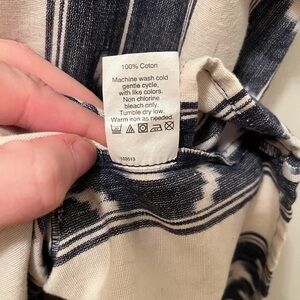 100% Coton
Machine wash cold
gentle cycle,
with like colors.
Non chlorine
bleach only.
Tumble dry low.
Warm iron as needed.
103513